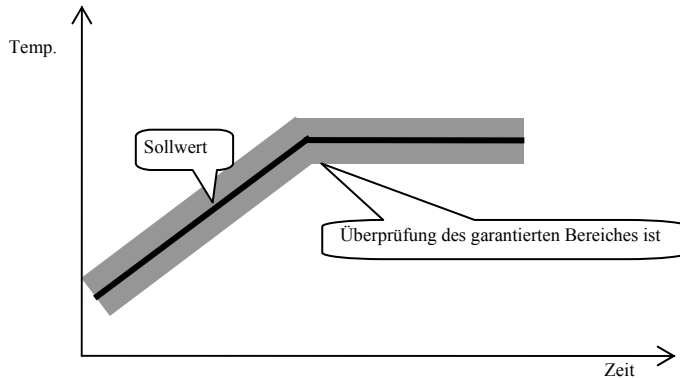 Temp.
Sollwert
Überprüfung des garantierten Bereiches ist
Zeit